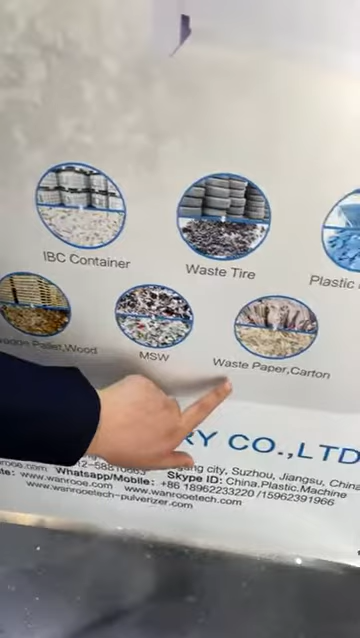 IBC Container
Waste Tire
Plastic
Pallet,Wood
MSW
Waste Paper,Carton
RY CO.,LTD
city, Suzhou, Jiangsu, China
Whatsapp/Mobile: +86 18962233220 /15962391966
Skype ID: China.Plastic.Machine
www.wanrooe.com www.wanrooetech.com
www.wanrooetech-pulverizer.com